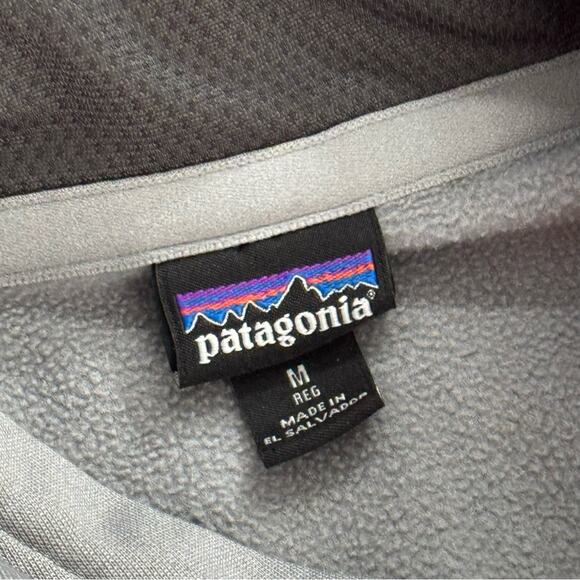 patagonia®
M
REG
MADE IN
EL SALVADOR